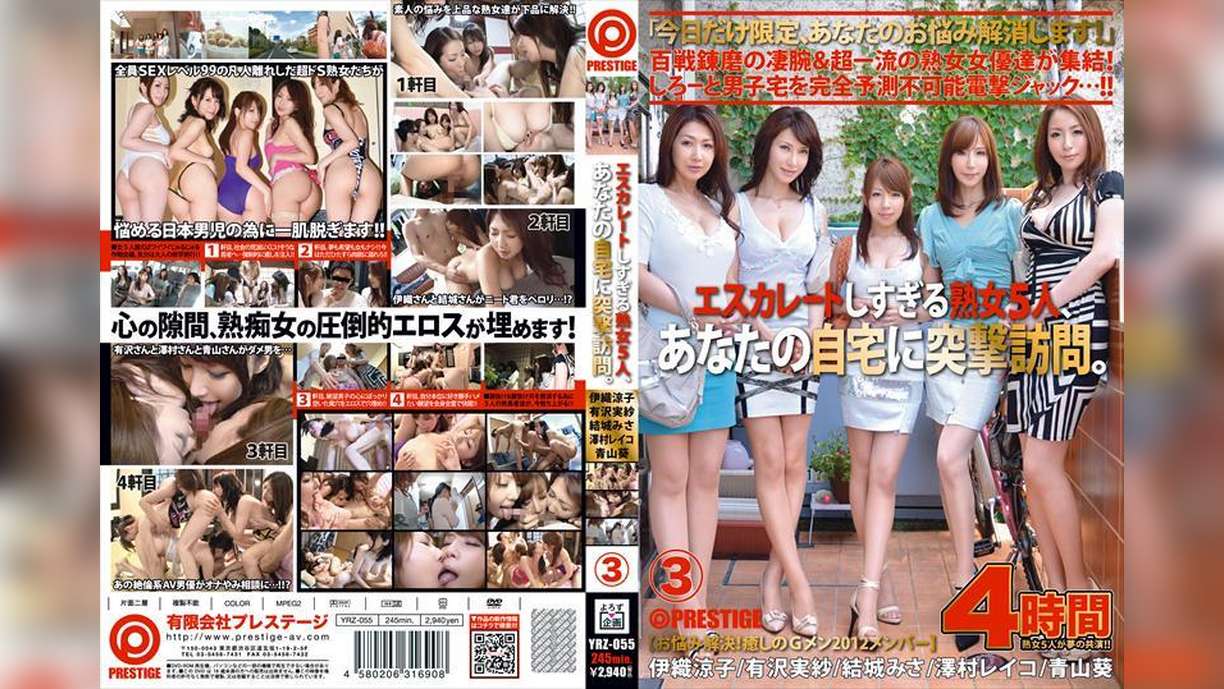 素人の悩みを上品な熟女達が下品に解決!!
全員SEXレベル99の凡人離れした超ドS熟女たちが
1軒目
悩める日本男児の為に一肌脱ぎます!!
2軒目
伊織さんと結城さんがニート君をペロリ…!?
心の隙間、熟痴女の圧倒的エロスが埋めます!
有沢さんと澤村さんと青山さんがダメ男を…
3軒目
4軒目
あの絶倫系AV男優がオナやみ相談に…!!?
片面二層
複製不能
COLOR
MPEG2
有限会社プレステージ
http://www.prestige-av.com
YRZ-055
245min.
2,940yen
4 580206 316908
PRESTIGE
エスカレートしすぎる熟女5人、
あなたの自宅に突撃訪問。
伊織涼子
有沢実紗
結城みさ
澤村レイコ
青山葵
3
よろず
企画
YRZ-055
245min.
¥2,940
「今日だけ限定、あなたのお悩み解消します!」
百戦錬磨の凄腕&超一流の熟女女優達が集結!
しろーと男子宅を完全予測不可能電撃ジャック…!!
エスカレートしすぎる熟女5人、
あなたの自宅に突撃訪問。
3
PRESTIGE
4時間
熟女5人が夢の共演!!
【お悩み解決!癒しのGメン2012メンバー】
伊織涼子/有沢実紗/結城みさ/澤村レイコ/青山葵